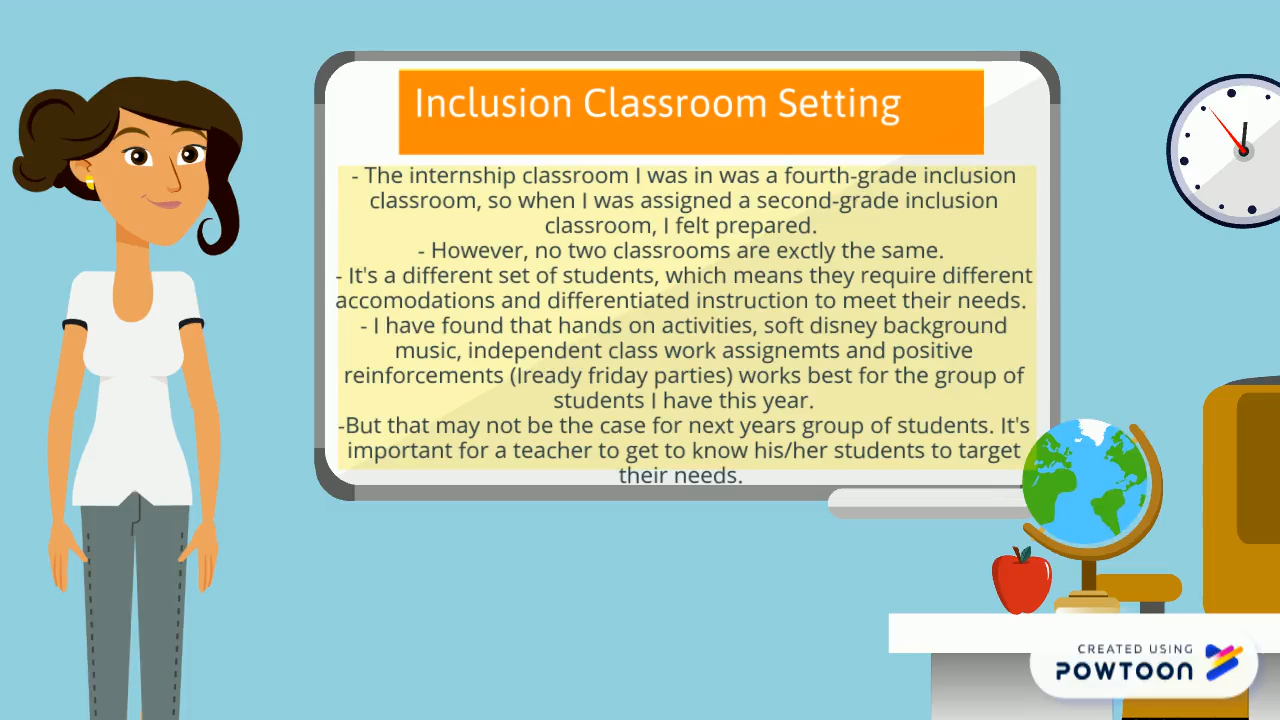 Inclusion Classroom Setting
- The internship classroom I was in was a fourth-grade inclusion
classroom, so when I was assigned a second-grade inclusion
classroom, I felt prepared.
- However, no two classrooms are exctly the same.
- It's a different set of students, which means they require different
accomodations and differentiated instruction to meet their needs.
- I have found that hands on activities, soft disney background
music, independent class work assignemts and positive
reinforcements (Iready friday parties) works best for the group of
students I have this year.
-But that may not be the case for next years group of students. It's
important for a teacher to get to know his/her students to target
their needs.
CREATED USING
POWTOON